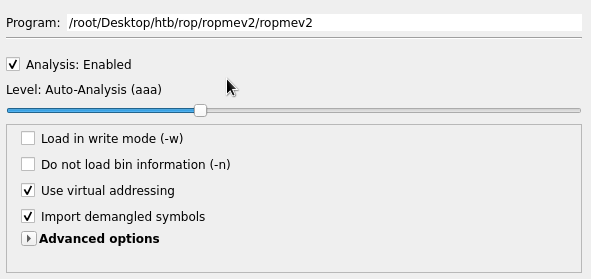 Program: /root/Desktop/htb/rop/ropmev2/ropmev2
Analysis: Enabled
Level: Auto-Analysis (aaa)
Load in write mode (-w)
Do not load bin information (-n)
Use virtual addressing
Import demangled symbols
Advanced options